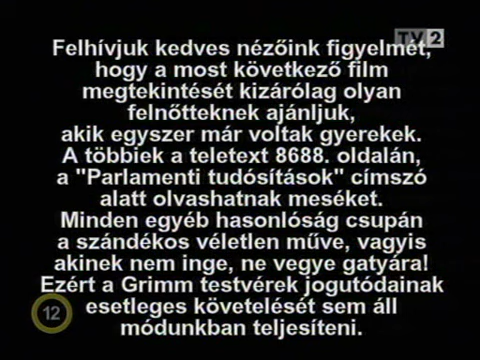 TV2
Felhívjuk kedves nézőink figyelmét,
hogy a most következő film
megtekintését kizárólag olyan
felnőtteknek ajánljuk,
akik egyszer már voltak gyerekek.
A többiek a teletext 8688. oldalán,
a "Parlamenti tudósítások" címszó
alatt olvashatnak meséket.
Minden egyéb hasonlóság csupán
a szándékos véletlen műve, vagyis
akinek nem inge, ne vegye gatyára!
Ezért a Grimm testvérek jogutódainak
esetleges követelését sem áll
módunkban teljesíteni.
12